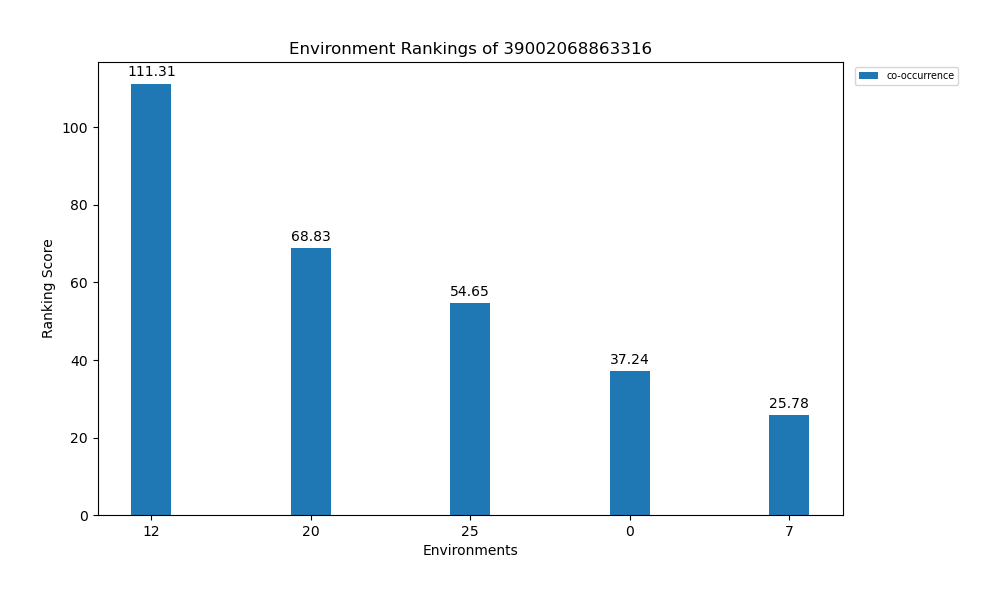 Environment Rankings of 39002068863316
co-occurrence
111.31
68.83
54.65
37.24
25.78
Ranking Score
100
80
60
40
20
0
12 20 25 0 7
Environments